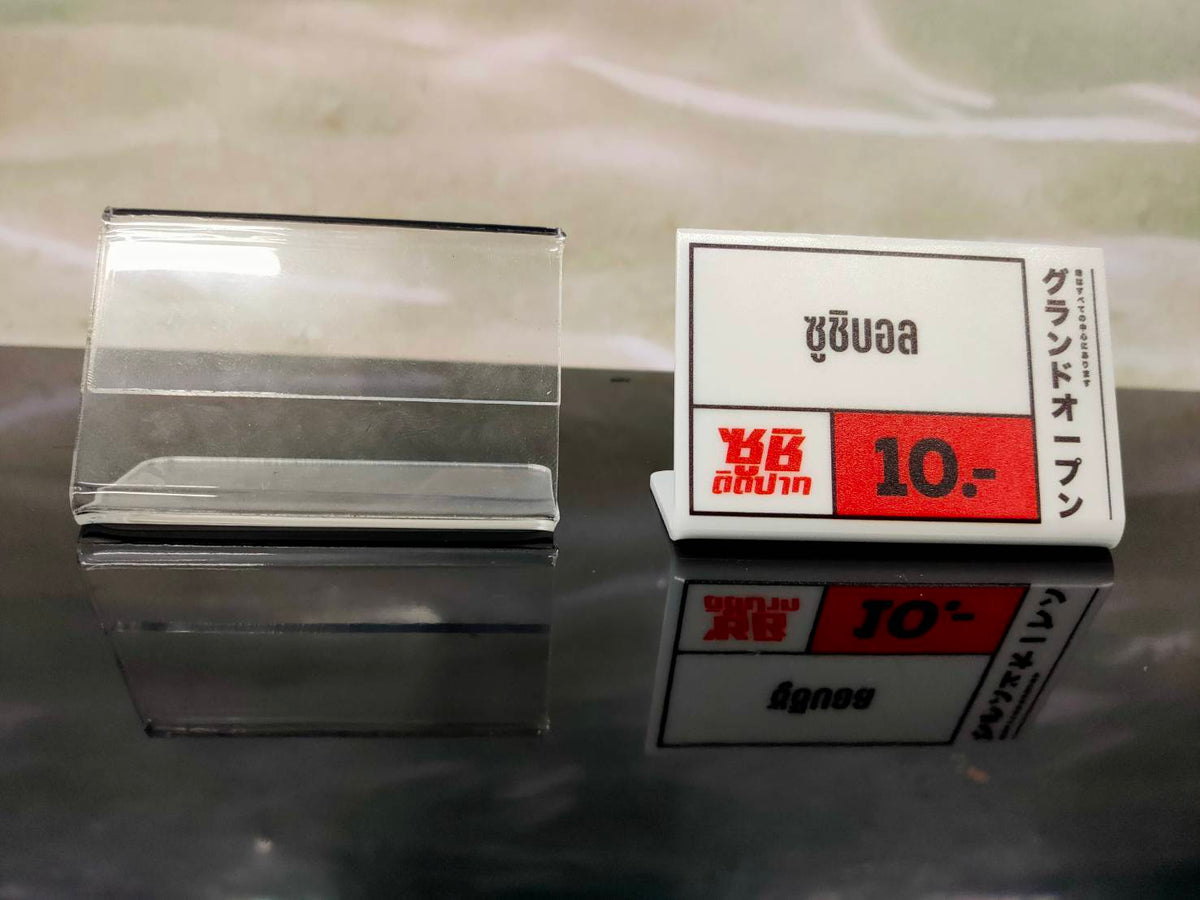 ซูชิบอล
ซูชิ
ติดปาก
10.-
グランドオープン